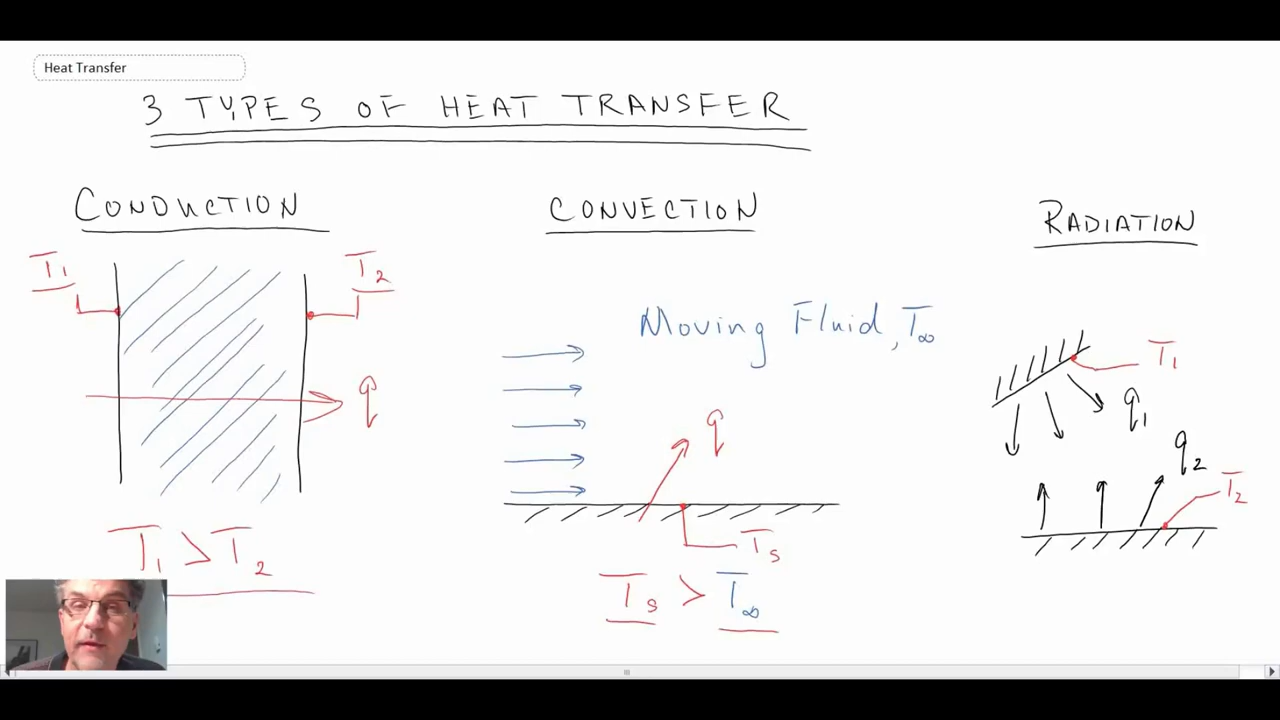 Heat Transfer
3 TYPES OF HEAT TRANSFER
CONDUCTION
T1
T2
q
T1 > T2
CONVECTION
Moving Fluid, T∞
q
Ts
Ts > T∞
RADIATION
T1
q1
q2
T2